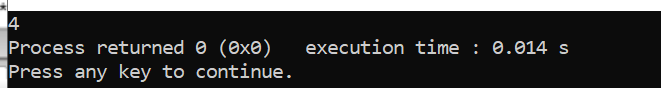 *
4
Process returned 0 (0x0)   execution time : 0.014 s
Press any key to continue.